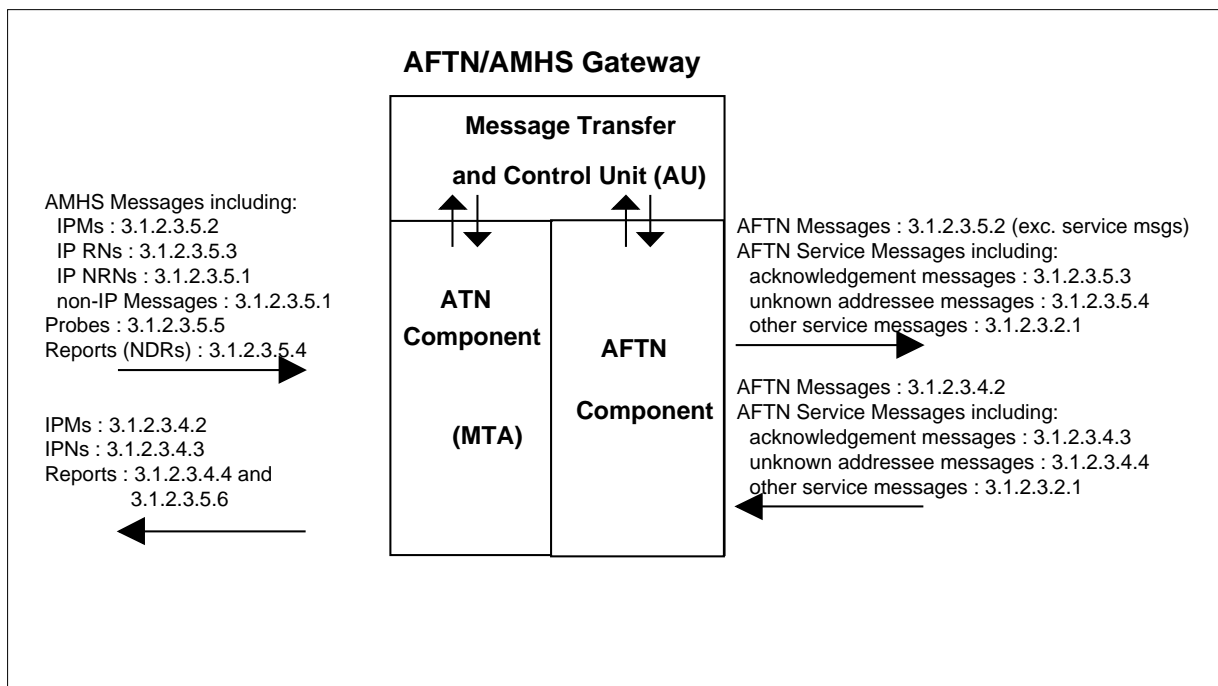 AFTN/AMHS Gateway
Message Transfer
and Control Unit (AU)
AMHS Messages including:
IPMs : 3.1.2.3.5.2
IP RNs : 3.1.2.3.5.3
IP NRNs : 3.1.2.3.5.1
non-IP Messages : 3.1.2.3.5.1
Probes : 3.1.2.3.5.5
Reports (NDRs) : 3.1.2.3.5.4
IPMs : 3.1.2.3.4.2
IPNs : 3.1.2.3.4.3
Reports : 3.1.2.3.4.4 and
3.1.2.3.5.6
ATN
Component
(MTA)
AFTN
Component
AFTN Messages : 3.1.2.3.5.2 (exc. service msgs)
AFTN Service Messages including:
acknowledgement messages : 3.1.2.3.5.3
unknown addressee messages : 3.1.2.3.5.4
other service messages : 3.1.2.3.2.1
AFTN Messages : 3.1.2.3.4.2
AFTN Service Messages including:
acknowledgement messages : 3.1.2.3.4.3
unknown addressee messages : 3.1.2.3.4.4
other service messages : 3.1.2.3.2.1